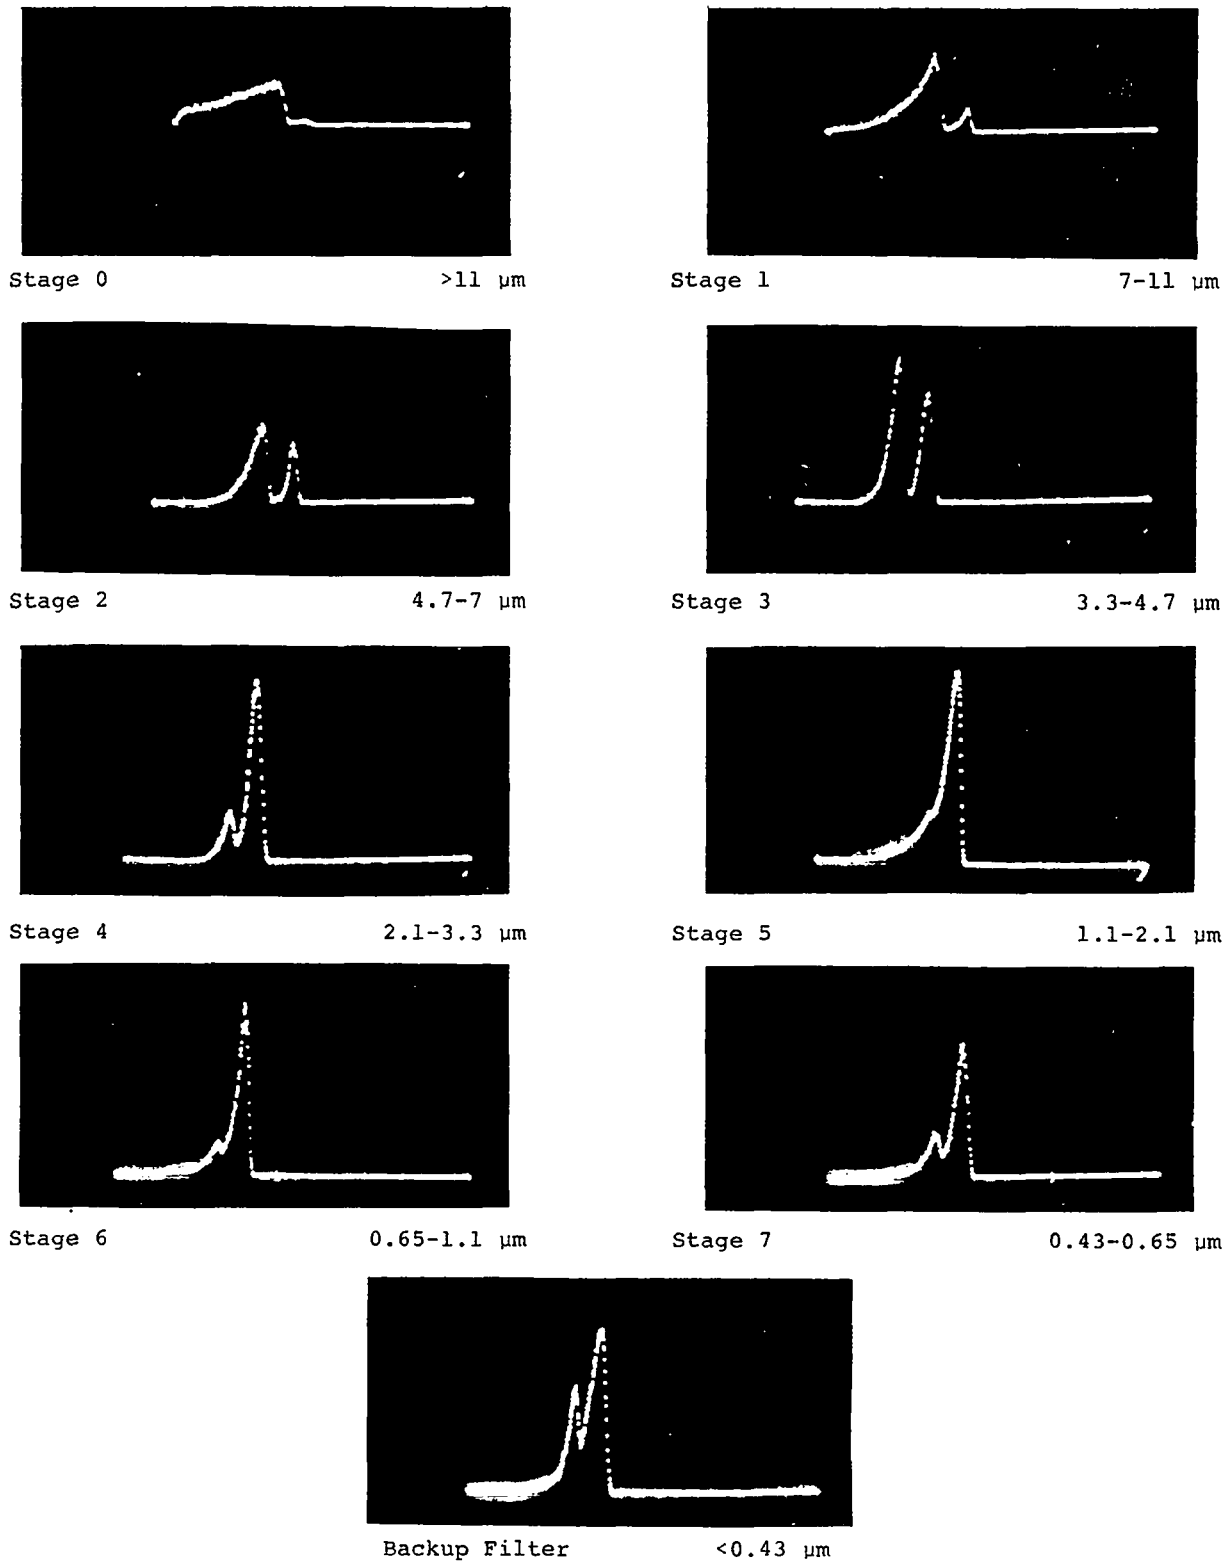 Stage 0 >11 µm
Stage 1 7-11 µm
Stage 2 4.7-7 µm
Stage 3 3.3-4.7 µm
Stage 4 2.1-3.3 µm
Stage 5 1.1-2.1 µm
Stage 6 0.65-1.1 µm
Stage 7 0.43-0.65 µm
Backup Filter <0.43 µm